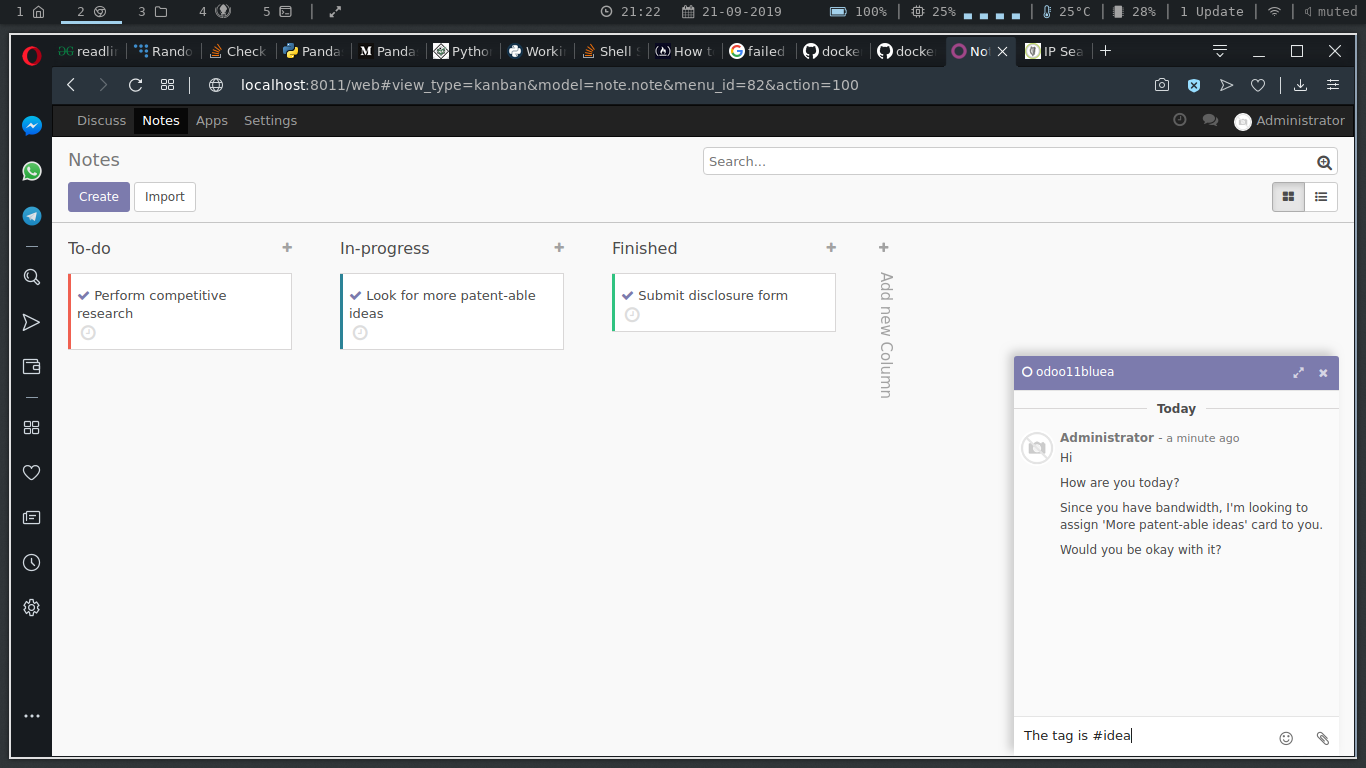 1 2 3 4 5 21:22 21-09-2019 100% 25% 25°C 28% 1 Update muted
readli Rando Check Panda Panda Pytho Worki Shell S How t failed docke docke Not IP Sea
localhost:8011/web#view_type=kanban&model=note.note&menu_id=82&action=100
Discuss Notes Apps Settings Administrator
Notes
Search...
Create Import
To-do In-progress Finished
Perform competitive
research
Look for more patent-able
ideas
Submit disclosure form
Add new Column
odoo11bluea
Today
Administrator - a minute ago
Hi
How are you today?
Since you have bandwidth, I'm looking to
assign 'More patent-able ideas' card to you.
Would you be okay with it?
The tag is #idea